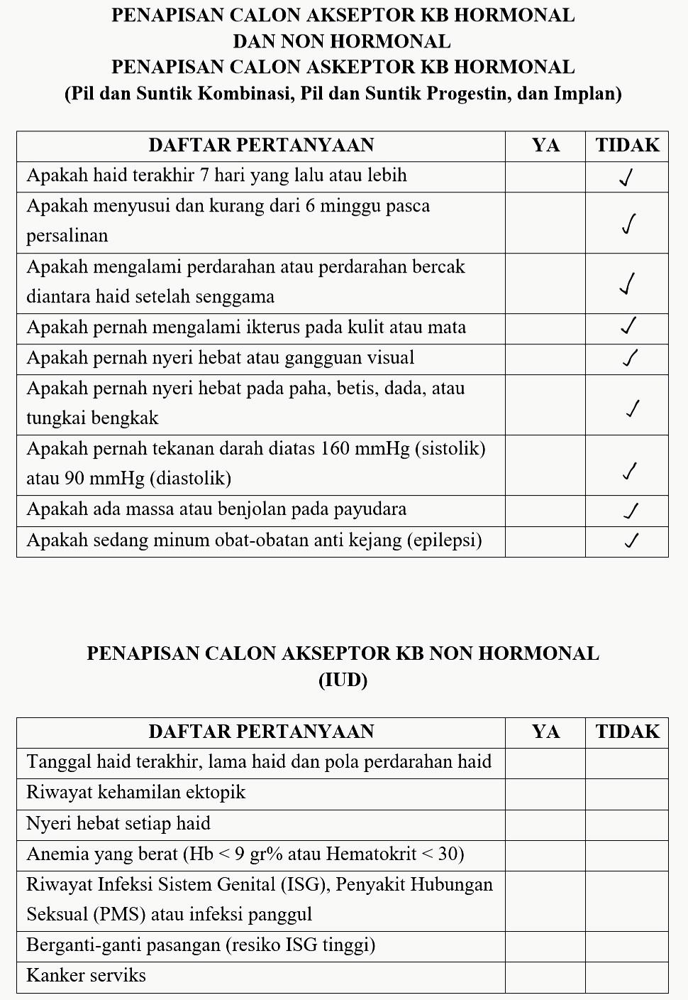 PENAPISAN CALON AKSEPTOR KB HORMONAL
DAN NON HORMONAL
PENAPISAN CALON ASKEPTOR KB HORMONAL
(Pil dan Suntik Kombinasi, Pil dan Suntik Progestin, dan Implan)
DAFTAR PERTANYAAN YA TIDAK
Apakah haid terakhir 7 hari yang lalu atau lebih ✓
Apakah menyusui dan kurang dari 6 minggu pasca
persalinan ✓
Apakah mengalami perdarahan atau perdarahan bercak
diantara haid setelah senggama ✓
Apakah pernah mengalami ikterus pada kulit atau mata ✓
Apakah pernah nyeri hebat atau gangguan visual ✓
Apakah pernah nyeri hebat pada paha, betis, dada, atau
tungkai bengkak ✓
Apakah pernah tekanan darah diatas 160 mmHg (sistolik)
atau 90 mmHg (diastolik) ✓
Apakah ada massa atau benjolan pada payudara ✓
Apakah sedang minum obat-obatan anti kejang (epilepsi) ✓
PENAPISAN CALON AKSEPTOR KB NON HORMONAL
(IUD)
DAFTAR PERTANYAAN YA TIDAK
Tanggal haid terakhir, lama haid dan pola perdarahan haid
Riwayat kehamilan ektopik
Nyeri hebat setiap haid
Anemia yang berat (Hb < 9 gr% atau Hematokrit < 30)
Riwayat Infeksi Sistem Genital (ISG), Penyakit Hubungan
Seksual (PMS) atau infeksi panggul
Berganti-ganti pasangan (resiko ISG tinggi)
Kanker serviks